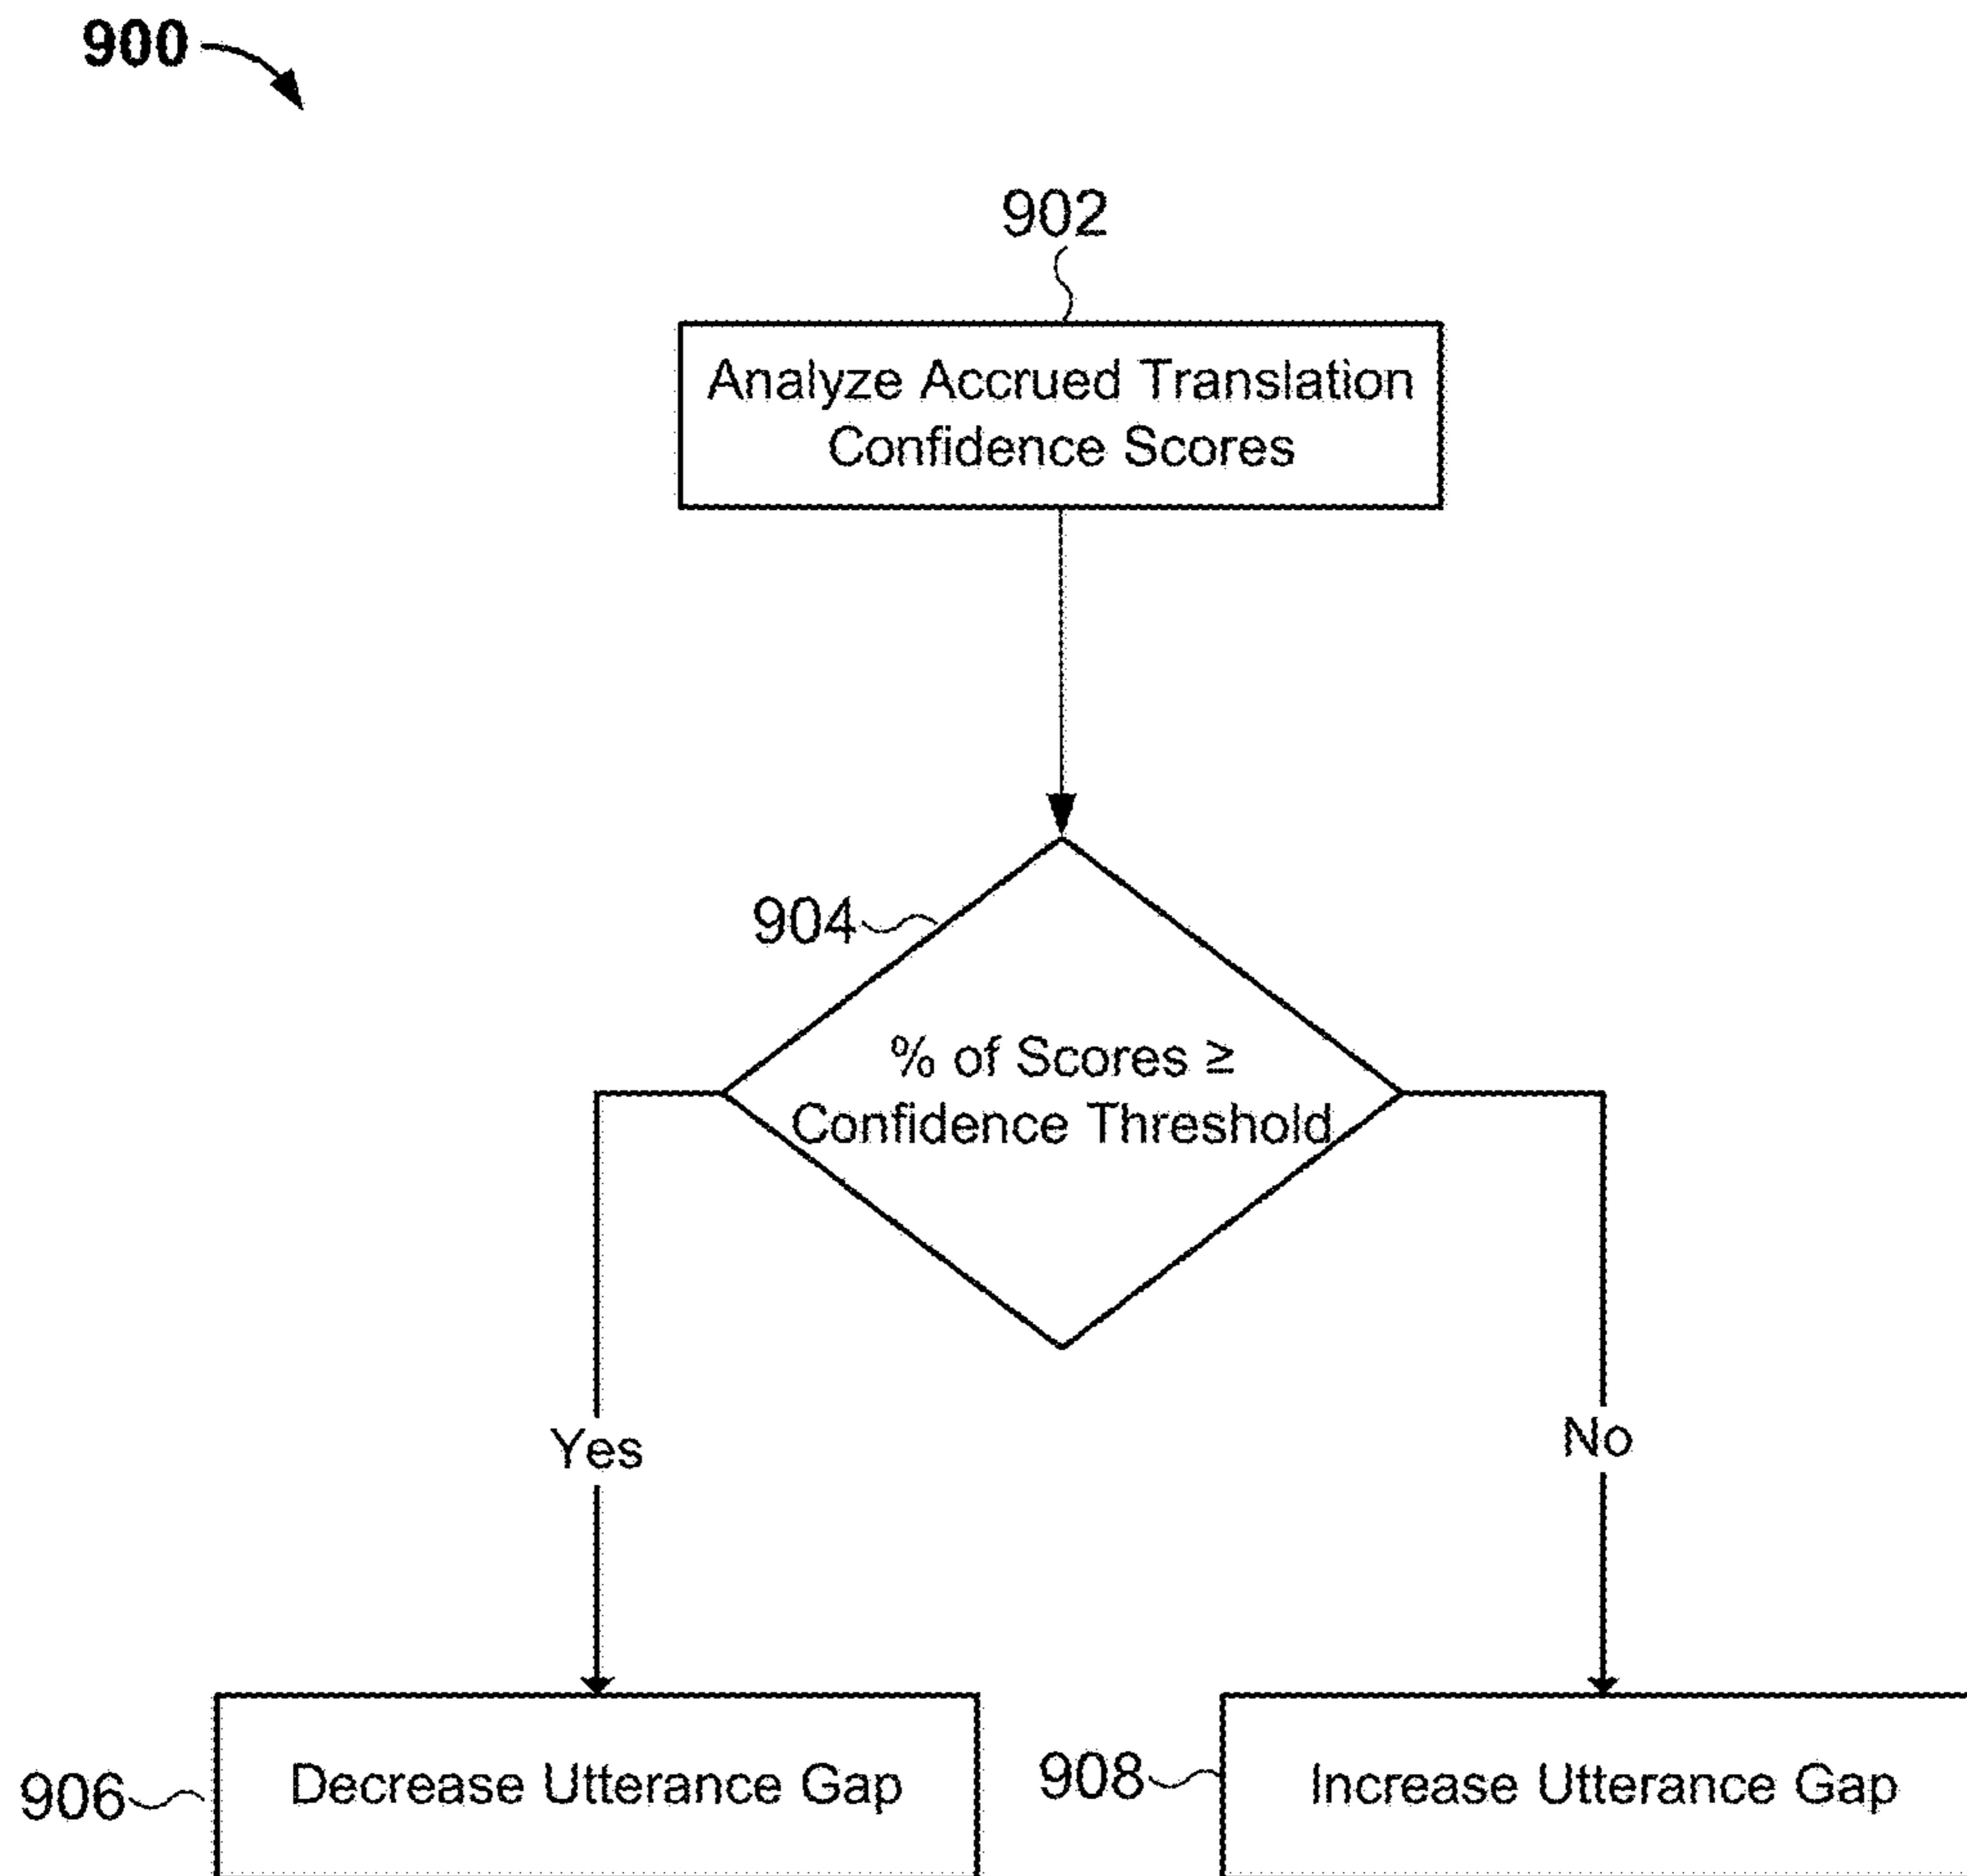 900
902
Analyze Accrued Translation
Confidence Scores
904
% of Scores ≥
Confidence Threshold
Yes
No
906
Decrease Utterance Gap
908
Increase Utterance Gap